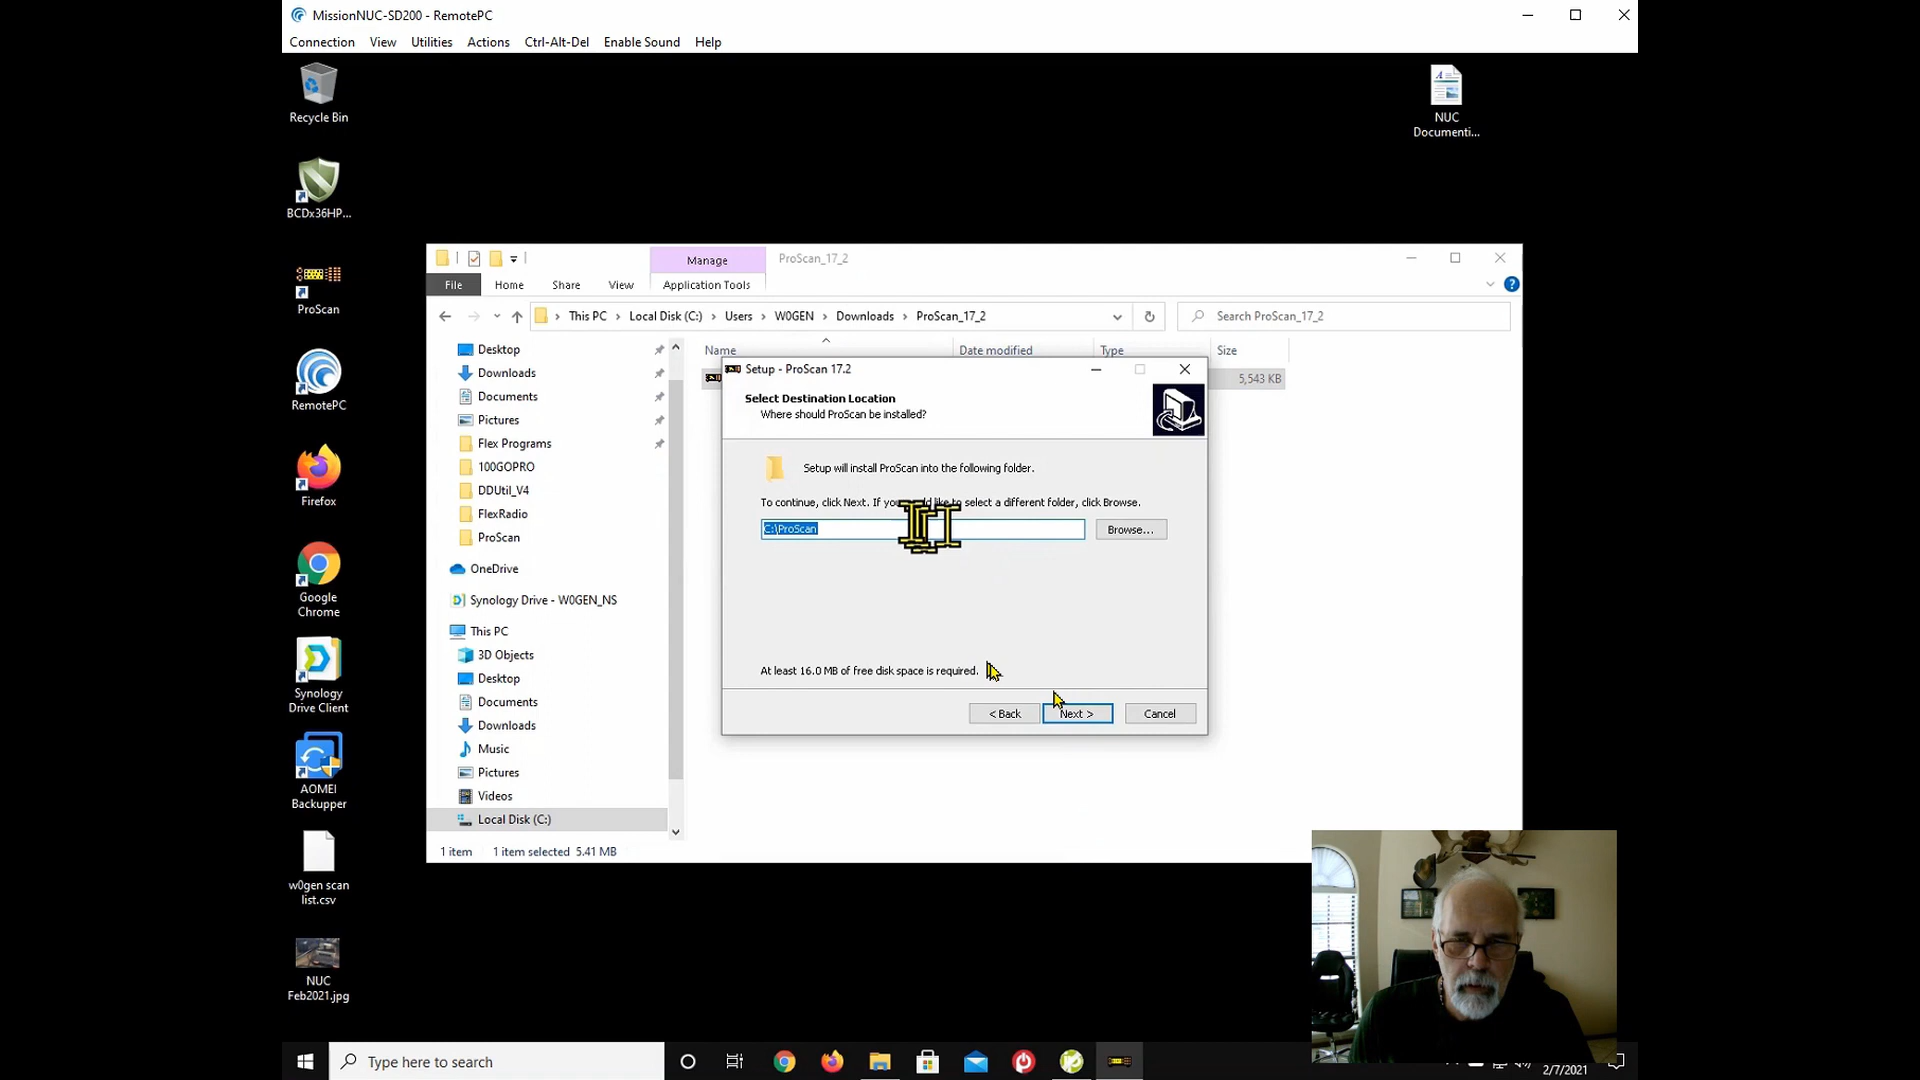 MissionNUC-SD200 - RemotePC
Connection View Utilities Actions Ctrl-Alt-Del Enable Sound Help
Recycle Bin
BCDx36HP...
ProScan
RemotePC
Firefox
Google
Chrome
Synology
Drive Client
AOMEI
Backupper
w0gen scan
list.csv
NUC
Feb2021.jpg
NUC
Documenti...
Manage
ProScan_17_2
File Home Share View Application Tools
This PC > Local Disk (C:) > Users > W0GEN > Downloads > ProScan_17_2
Search ProScan_17_2
Desktop
Downloads
Documents
Pictures
Flex Programs
100GOPRO
DDUtil_V4
FlexRadio
ProScan
OneDrive
Synology Drive - W0GEN_NS
This PC
3D Objects
Desktop
Documents
Downloads
Music
Pictures
Videos
Local Disk (C:)
Name Date modified Type Size
5,543 KB
1 item 1 item selected 5.41 MB
Setup - ProScan 17.2
Select Destination Location
Where should ProScan be installed?
Setup will install ProScan into the following folder.
To continue, click Next. If you like to select a different folder, click Browse.
C:\ProScan
Browse...
At least 16.0 MB of free disk space is required.
< Back Next > Cancel
Type here to search
2/7/2021